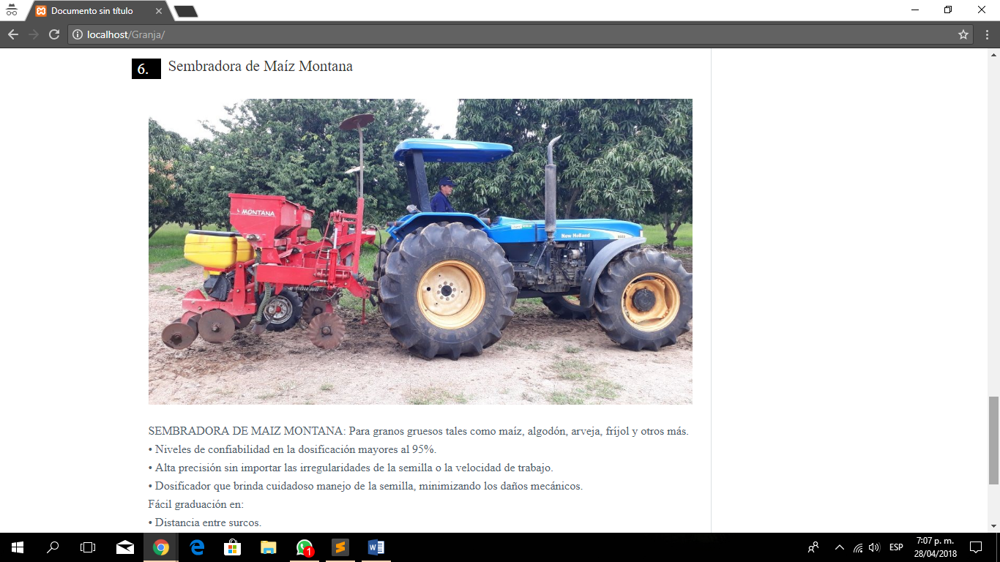 Documento sin título
localhost/Granja/
6. Sembradora de Maíz Montana
MONTANA
New Holland
SEMBRADORA DE MAIZ MONTANA: Para granos gruesos tales como maíz, algodón, arveja, fríjol y otros más.
• Niveles de confiabilidad en la dosificación mayores al 95%.
• Alta precisión sin importar las irregularidades de la semilla o la velocidad de trabajo.
• Dosificador que brinda cuidadoso manejo de la semilla, minimizando los daños mecánicos.
Fácil graduación en:
• Distancia entre surcos.
1
ESP
7:07 p. m.
28/04/2018